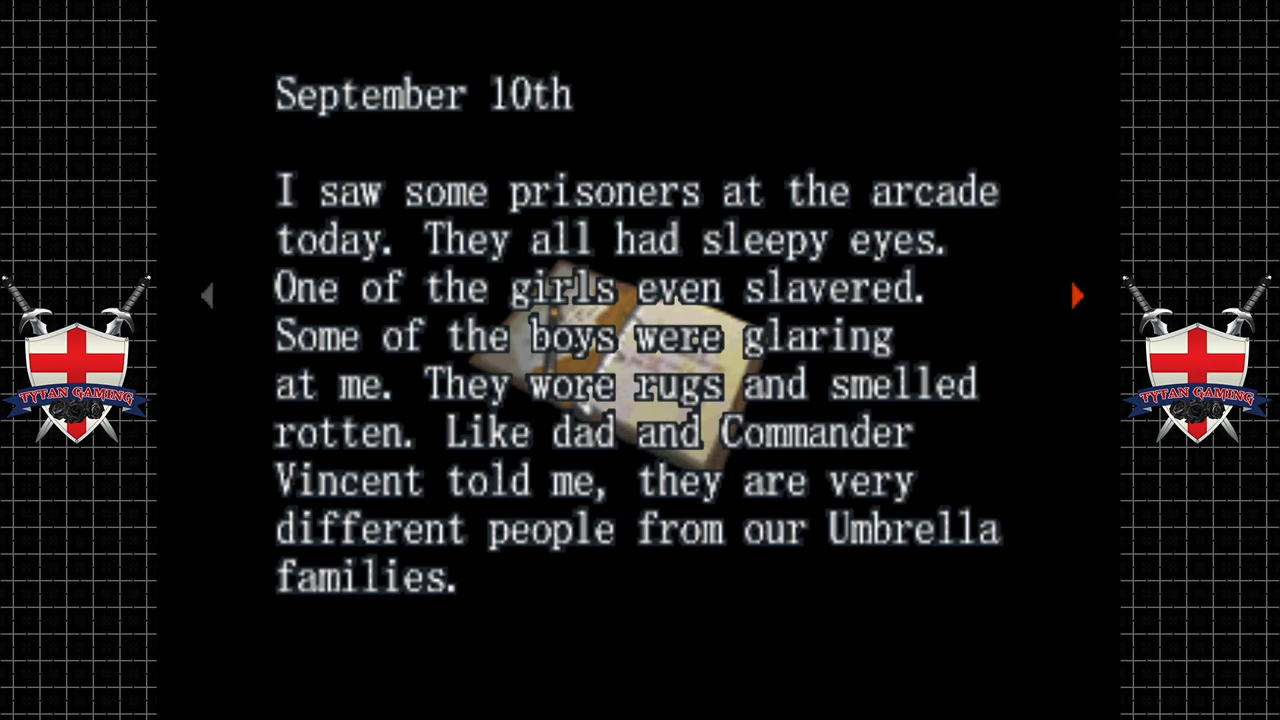 September 10th
I saw some prisoners at the arcade
today. They all had sleepy eyes.
One of the girls even slavered.
Some of the boys were glaring
at me. They wore rugs and smelled
rotten. Like dad and Commander
Vincent told me, they are very
different people from our Umbrella
families.
TYTAN GAMING
TYTAN GAMING